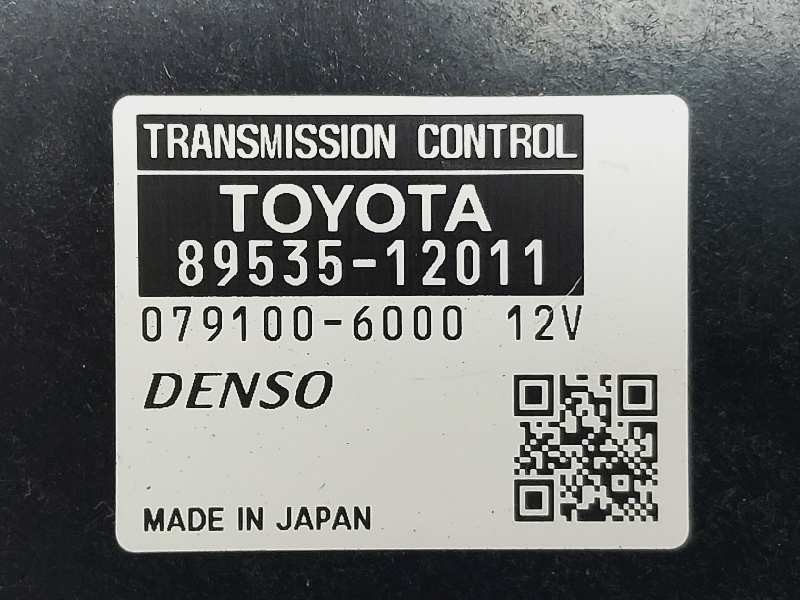 TRANSMISSION CONTROL
TOYOTA
89535-12011
079100-6000 12V
DENSO
MADE IN JAPAN